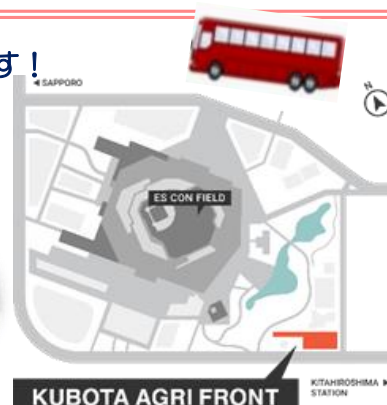 す！
◀ SAPPORO
N
ES CON FIELD
KUBOTA AGRI FRONT
KITAHIROSHIMA ▶
STATION